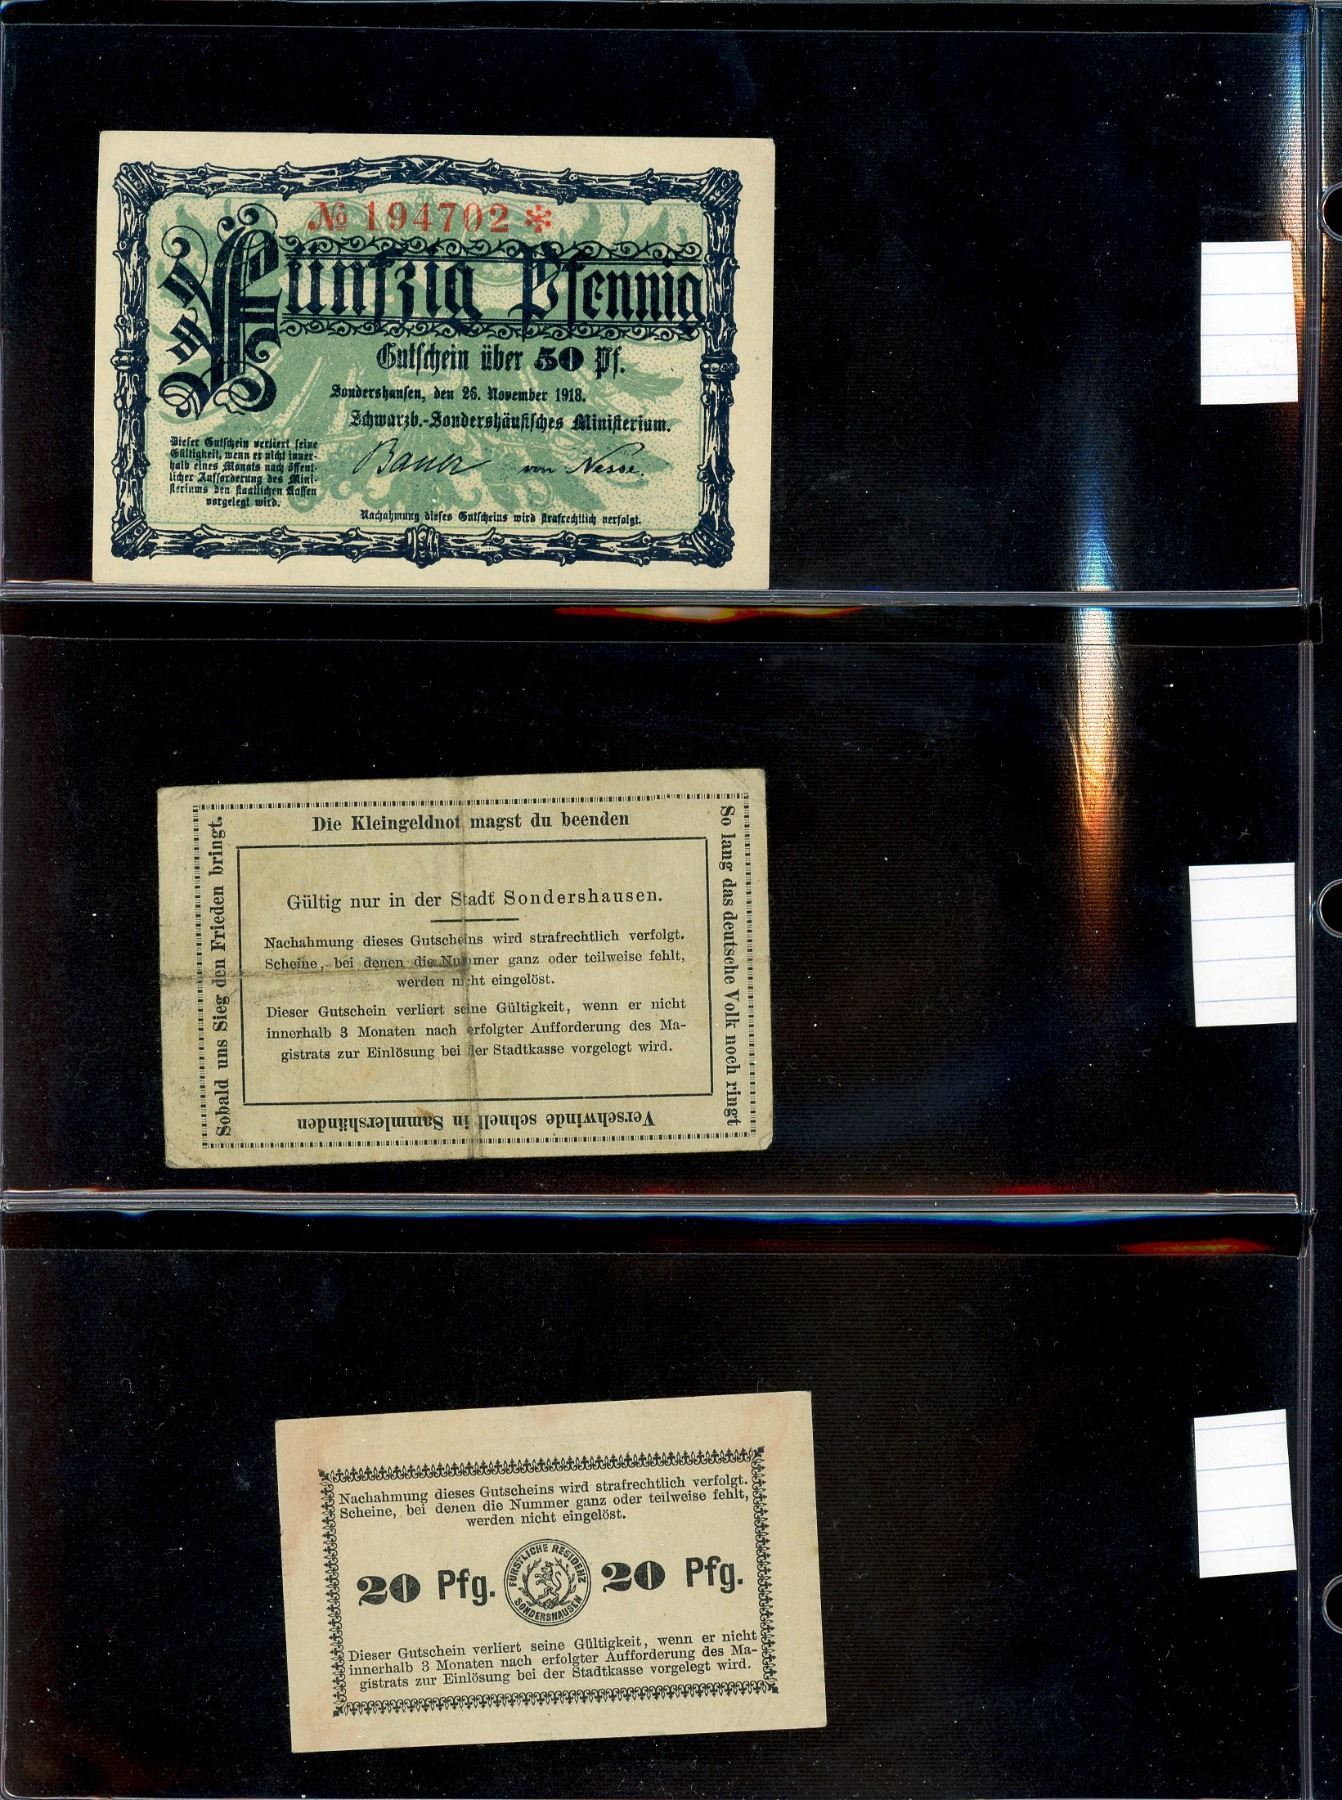 № 194702 *
Fünfzig Pfennig
Gutschein über 50 Pf.
Sondershausen, den 26. November 1918.
Schwarzb.-Sondershäusisches Ministerium.
Bauer von Nesse.
Dieser Gutschein verliert seine
Gültigkeit, wenn er nicht inner-
halb eines Monats nach öffent-
licher Aufforderung des Mini-
steriums den staatlichen Kassen
vorgelegt wird.
Nachahmung dieses Gutscheins wird strafrechtlich verfolgt.
Die Kleingeldnot magst du beenden
So lang das deutsche Volk noch ringt
Verschwinde schnell in Sammlershänden
Sobald uns Sieg den Frieden bringt.
Gültig nur in der Stadt Sondershausen.
Nachahmung dieses Gutscheins wird strafrechtlich verfolgt.
Scheine, bei denen die Nummer ganz oder teilweise fehlt,
werden nicht eingelöst.
Dieser Gutschein verliert seine Gültigkeit, wenn er nicht
innerhalb 3 Monaten nach erfolgter Aufforderung des Ma-
gistrats zur Einlösung bei der Stadtkasse vorgelegt wird.
Nachahmung dieses Gutscheins wird strafrechtlich verfolgt.
Scheine, bei denen die Nummer ganz oder teilweise fehlt,
werden nicht eingelöst.
20 Pfg. 20 Pfg.
FÜRSTLICHE RESIDENZ
SONDERSHAUSEN
Dieser Gutschein verliert seine Gültigkeit, wenn er nicht
innerhalb 3 Monaten nach erfolgter Aufforderung des Ma-
gistrats zur Einlösung bei der Stadtkasse vorgelegt wird.